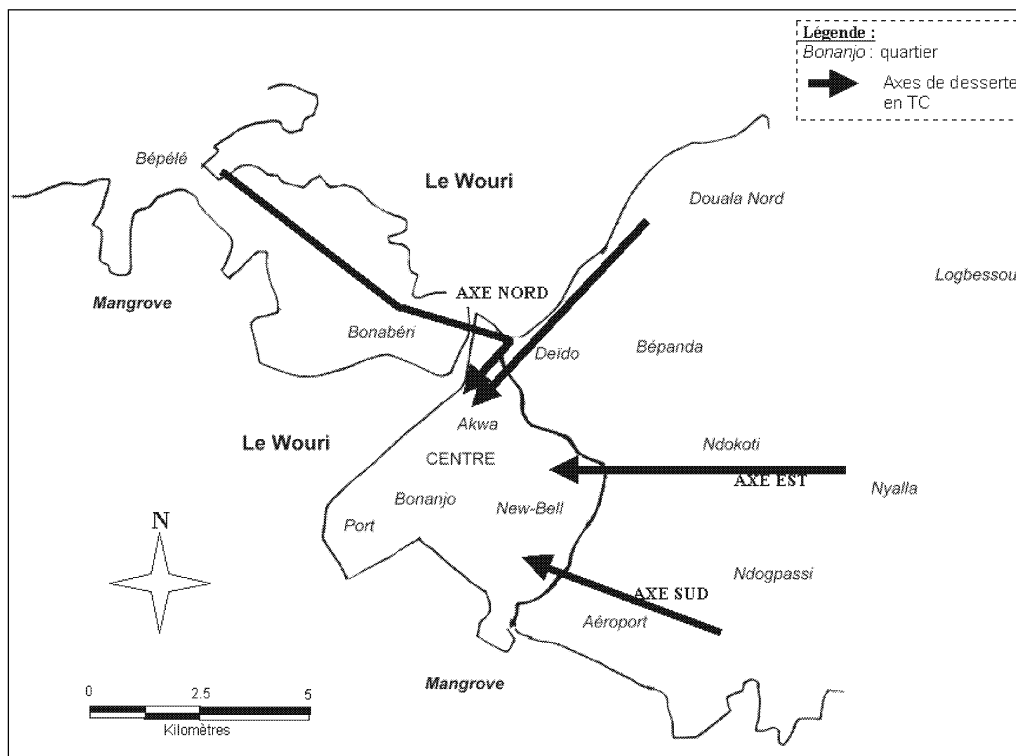 Légende :
Bonanjo : quartier
Axes de desserte
en TC
Bépélé
Le Wouri
Douala Nord
Logbessou
Mangrove
AXE NORD
Bonabéri
Deïdo
Bépanda
Akwa
Le Wouri
Ndokoti
CENTRE
AXE EST
Nyalla
Bonanjo
New-Bell
Port
N
Ndogpassi
AXE SUD
Aéroport
Mangrove
0 2.5 5
Kilomètres